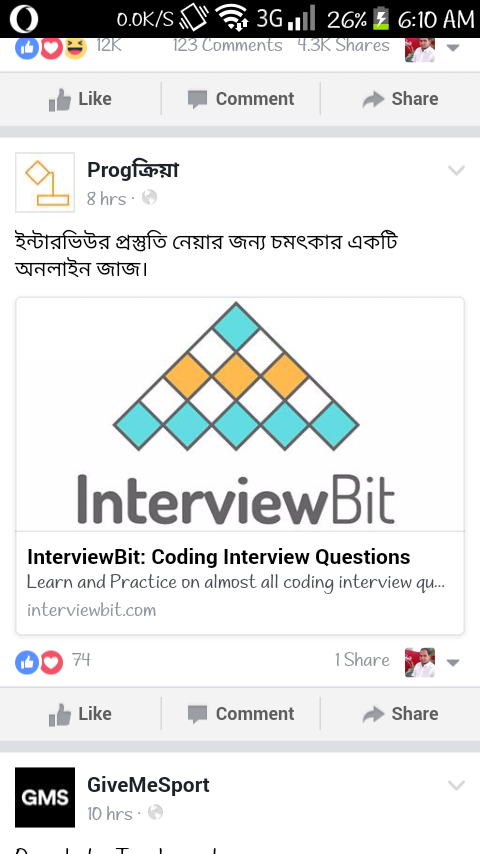 0.0K/S 3G 26% 6:10 AM
12K 123 Comments 4.3K Shares
Like Comment Share
Progক্রিয়া
8 hrs ·
ইন্টারভিউর প্রস্তুতি নেয়ার জন্য চমৎকার একটি
অনলাইন জাজ।
InterviewBit
InterviewBit: Coding Interview Questions
Learn and Practice on almost all coding interview qu...
interviewbit.com
74 1 Share
Like Comment Share
GMS
GiveMeSport
10 hrs ·